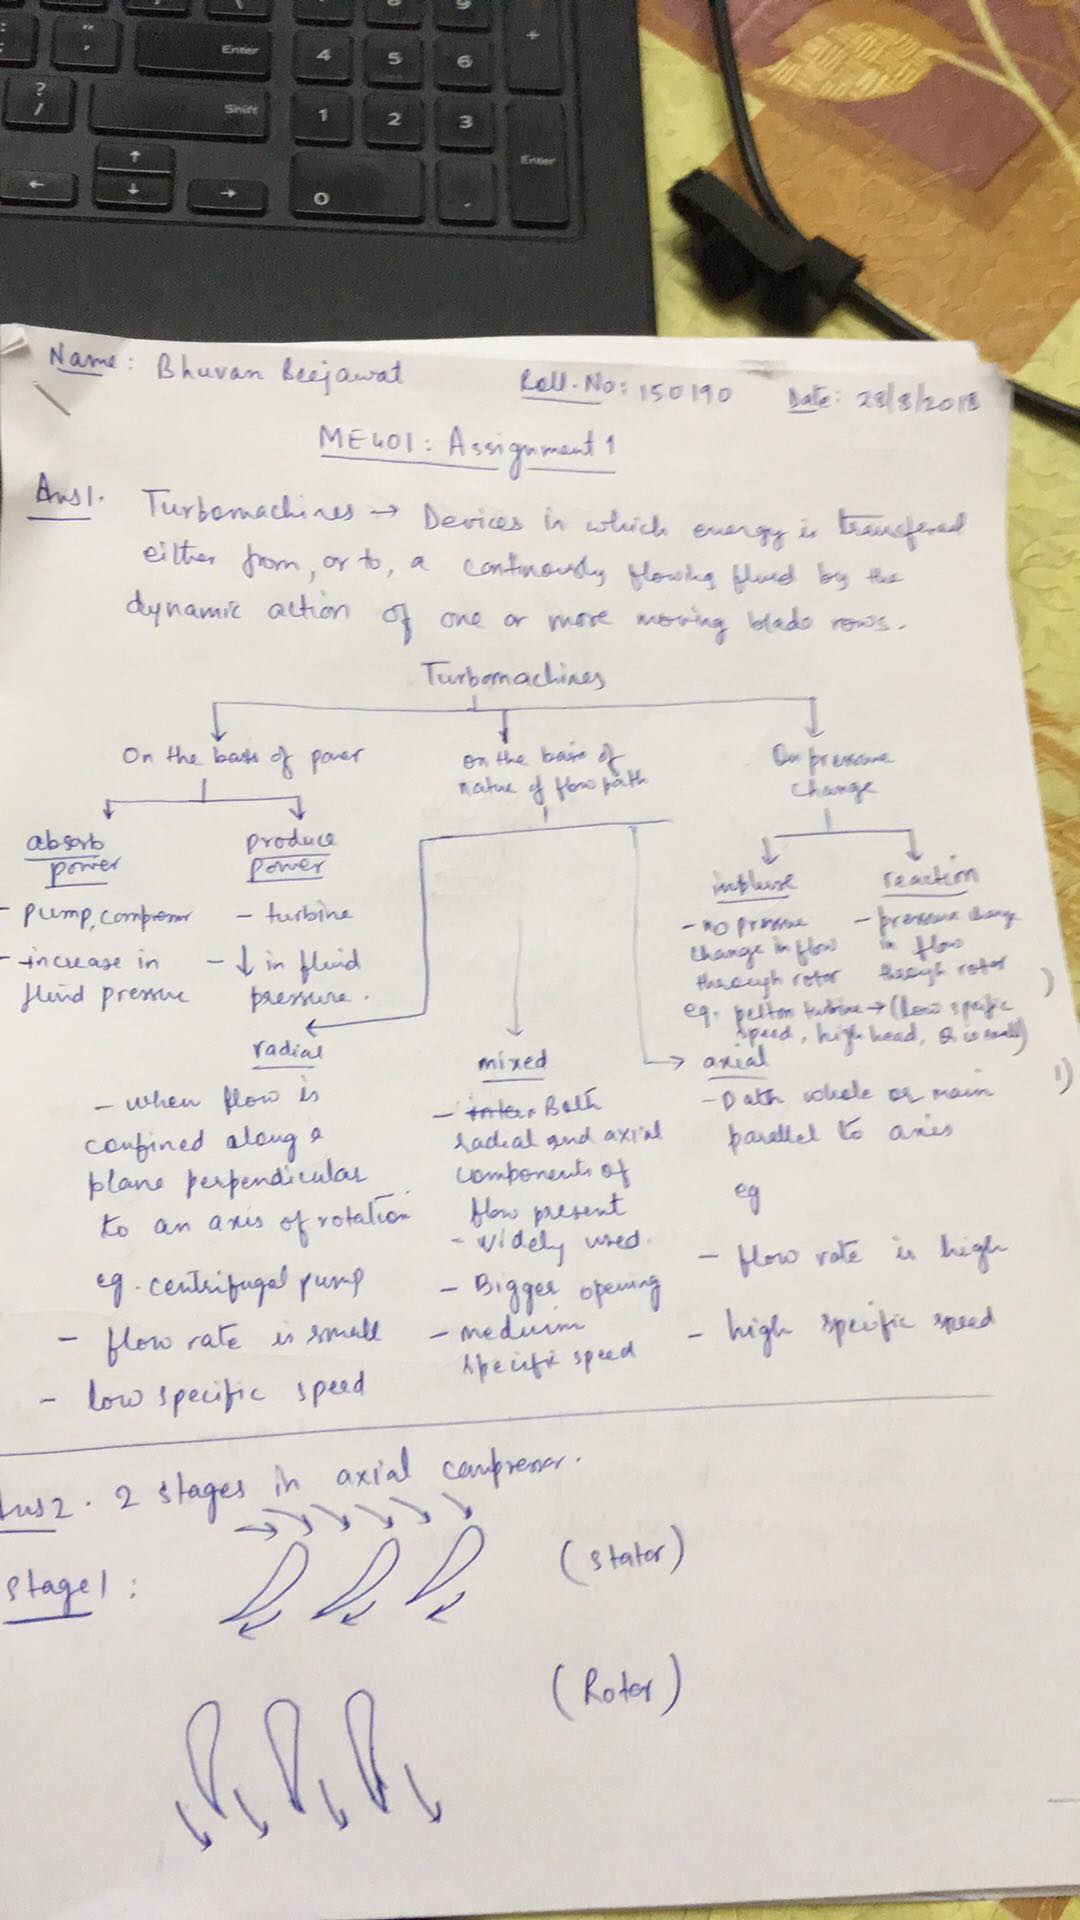 Enter
4
5
6
+
?
/
Shift
1
2
3
Enter
0
.
Name: Bhuvan Beejawat
Roll.No: 150190
Date: 28/8/2018
ME401: Assignment 1
Ans1.
Turbomachines → Devices in which energy is transfered
either from, or to, a continously flowing fluid by the
dynamic action of one or more moving blade rows.
Turbomachines
On the basis of power
absorb
power
- pump, compressor
- increase in
fluid pressure
produce
power
- turbine
- ↓ in fluid
pressure.
on the basis of
nature of flow path
On pressure
change
impluse
- no pressure
change in flow
through rotor
eg. pelton turbine → (low specific
speed, high head, Q is small)
reaction
- pressure change
in flow
through rotor
radial
- when flow is
confined along a
plane perpendicular
to an axis of rotation.
eg. centrifugal pump
- flow rate is small
- low specific speed
mixed
- Both
radial and axial
components of
flow present
- widely used.
- Bigger opening
- medium
specific speed
axial
- Path whole or main
parallel to axis
eg
- flow rate is high
- high specific speed
1)
Ans2. 2 stages in axial compressor.
Stage 1:
(Stator)
(Rotor)